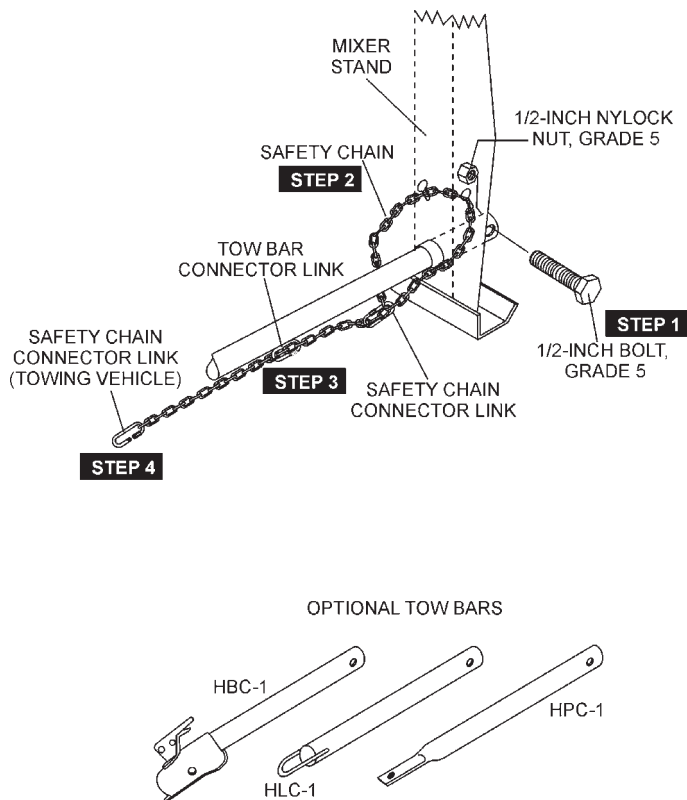 MIXER
STAND
1/2-INCH NYLOCK
NUT, GRADE 5
SAFETY CHAIN
STEP 2
TOW BAR
CONNECTOR LINK
STEP 1
1/2-INCH BOLT,
GRADE 5
SAFETY CHAIN
CONNECTOR LINK
(TOWING VEHICLE)
STEP 3
SAFETY CHAIN
CONNECTOR LINK
STEP 4
OPTIONAL TOW BARS
HBC-1
HLC-1
HPC-1